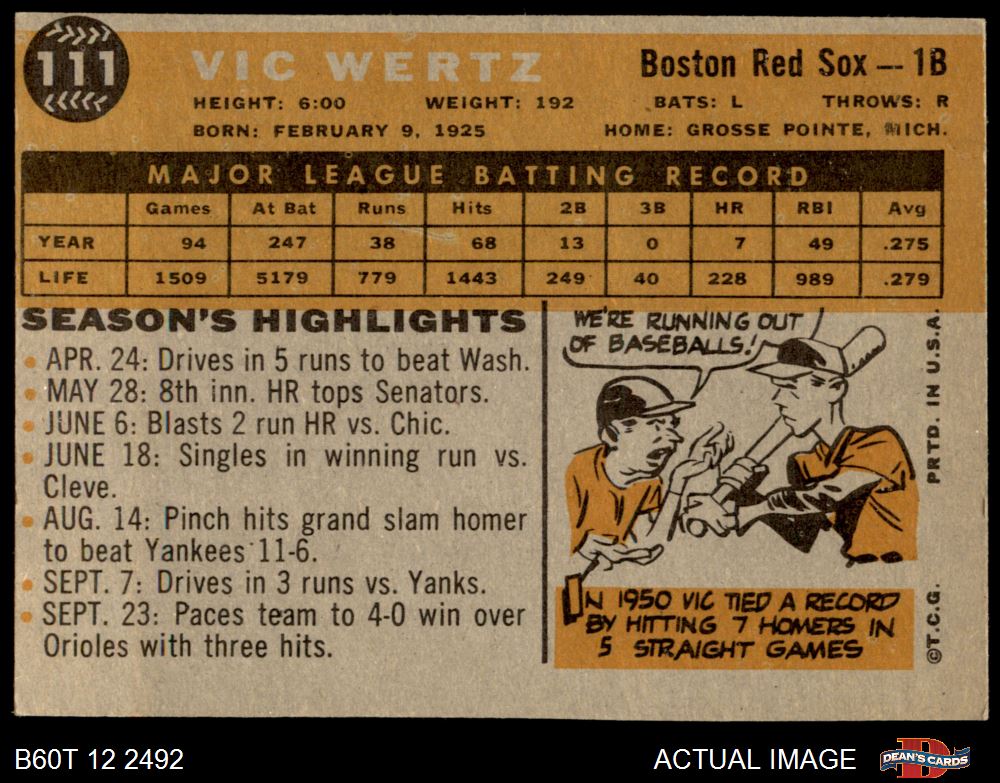 111
VIC WERTZ
Boston Red Sox — 1B
HEIGHT: 6:00 WEIGHT: 192 BATS: L THROWS: R
BORN: FEBRUARY 9, 1925 HOME: GROSSE POINTE, MICH.
MAJOR LEAGUE BATTING RECORD
Games At Bat Runs Hits 2B 3B HR RBI Avg
YEAR 94 247 38 68 13 0 7 49 .275
LIFE 1509 5179 779 1443 249 40 228 989 .279
SEASON'S HIGHLIGHTS
• APR. 24: Drives in 5 runs to beat Wash.
• MAY 28: 8th inn. HR tops Senators.
• JUNE 6: Blasts 2 run HR vs. Chic.
• JUNE 18: Singles in winning run vs.
Cleve.
• AUG. 14: Pinch hits grand slam homer
to beat Yankees 11-6.
• SEPT. 7: Drives in 3 runs vs. Yanks.
• SEPT. 23: Paces team to 4-0 win over
Orioles with three hits.
WE'RE RUNNING OUT
OF BASEBALLS!
IN 1950 VIC TIED A RECORD
BY HITTING 7 HOMERS IN
5 STRAIGHT GAMES
©T.C.G. PRTD. IN U.S.A.
B60T 12 2492
ACTUAL IMAGE
DEAN'S CARDS